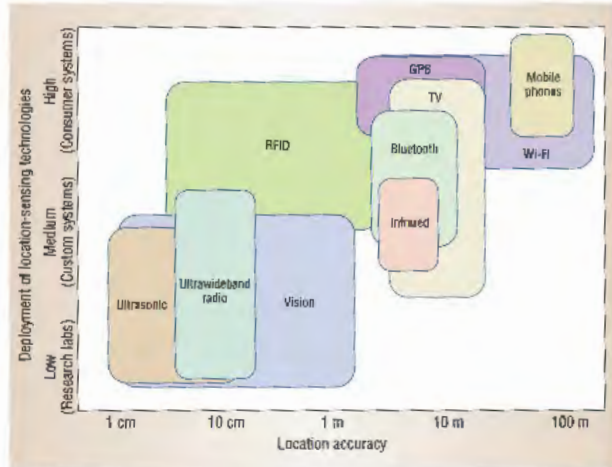 Deployment of location-sensing technologies
High
(Consumer systems)
Medium
(Custom systems)
Low
(Research labs)
GPS
Mobile
phones
TV
RFID
Bluetooth
Wi-Fi
Infrared
Ultrasonic
Ultrawideband
radio
Vision
1 cm
10 cm
1 m
10 m
100 m
Location accuracy